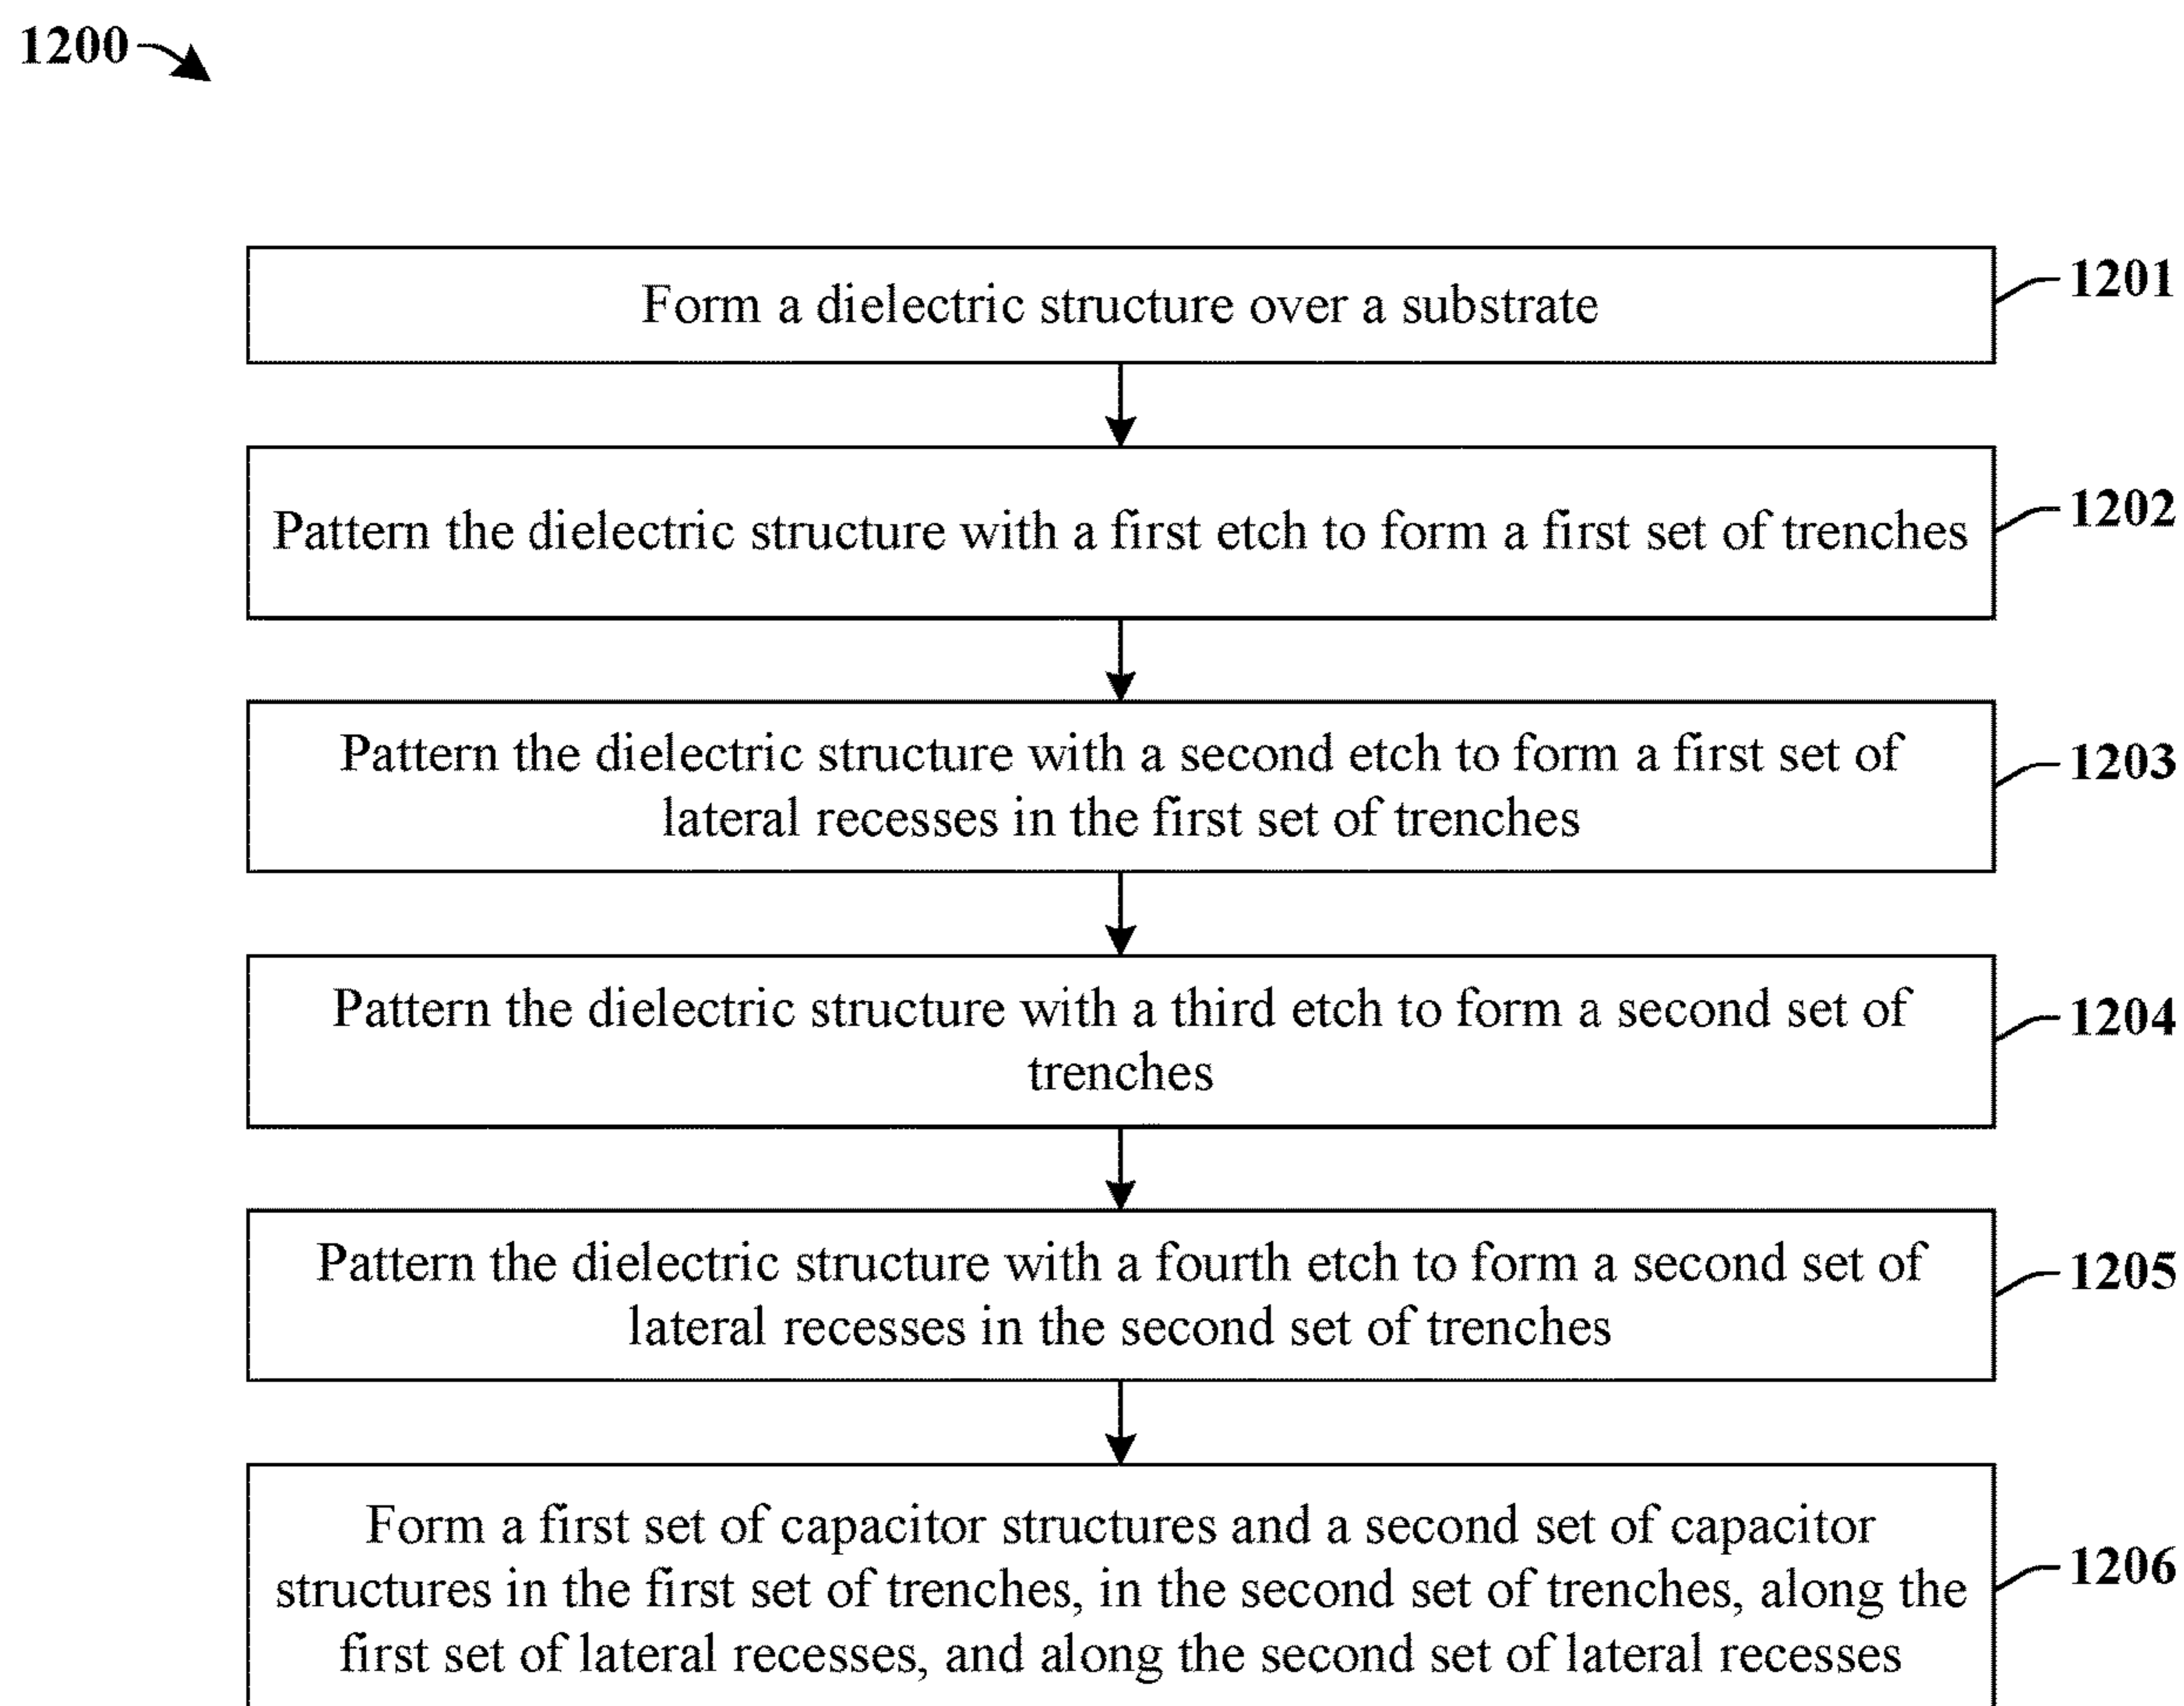 1200
Form a dielectric structure over a substrate
1201
Pattern the dielectric structure with a first etch to form a first set of trenches
1202
Pattern the dielectric structure with a second etch to form a first set of
lateral recesses in the first set of trenches
1203
Pattern the dielectric structure with a third etch to form a second set of
trenches
1204
Pattern the dielectric structure with a fourth etch to form a second set of
lateral recesses in the second set of trenches
1205
Form a first set of capacitor structures and a second set of capacitor
structures in the first set of trenches, in the second set of trenches, along the
first set of lateral recesses, and along the second set of lateral recesses
1206